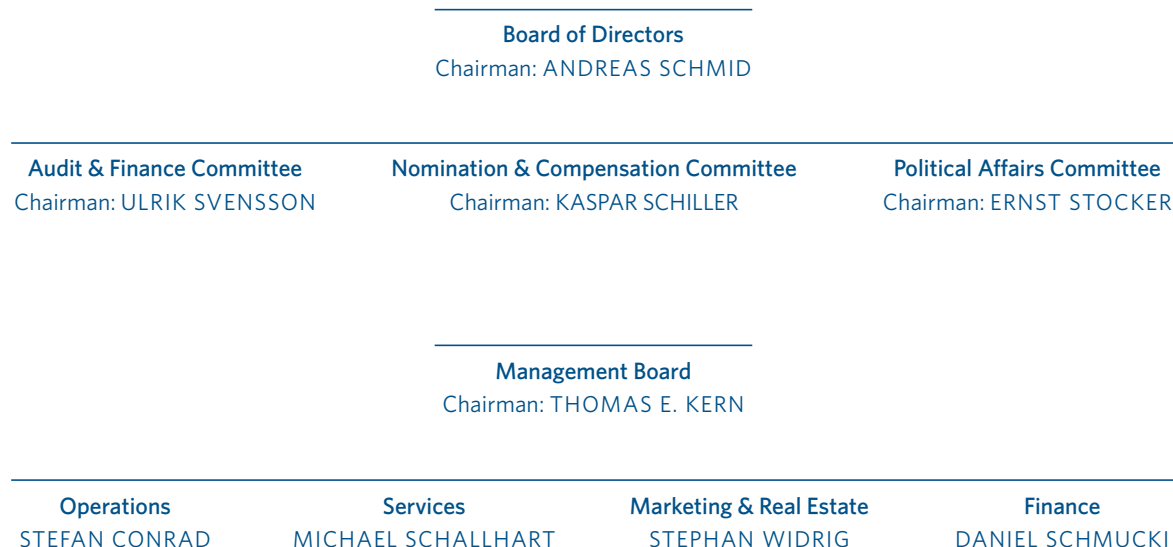 Board of Directors
Chairman: ANDREAS SCHMID
Audit & Finance Committee
Chairman: ULRIK SVENSSON
Nomination & Compensation Committee
Chairman: KASPAR SCHILLER
Political Affairs Committee
Chairman: ERNST STOCKER
Management Board
Chairman: THOMAS E. KERN
Operations
STEFAN CONRAD
Services
MICHAEL SCHALLHART
Marketing & Real Estate
STEPHAN WIDRIG
Finance
DANIEL SCHMUCKI